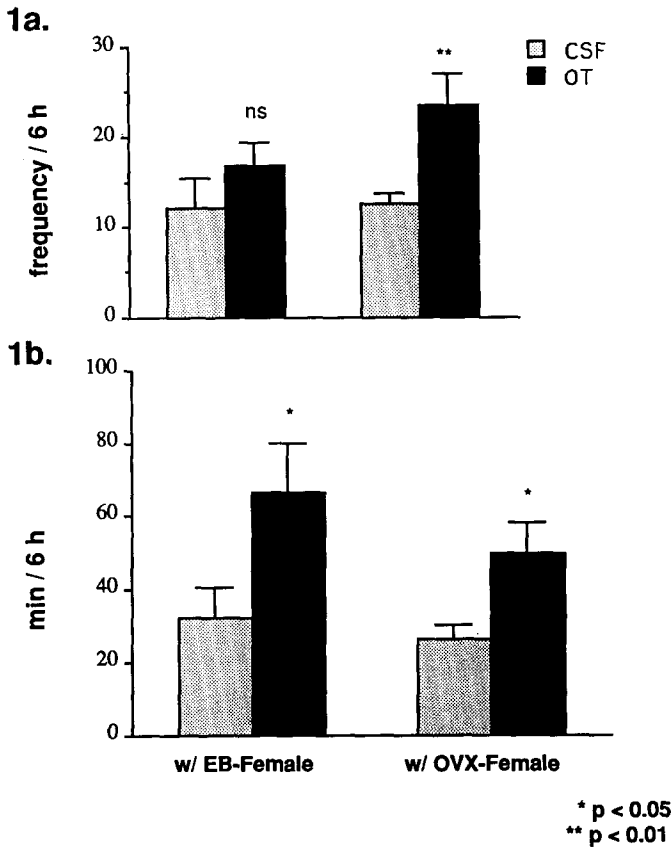 1a.
30
20
10
0
frequency / 6 h
ns
**
CSF
OT
1b.
100
80
60
40
20
0
min / 6 h
*
*
w/ EB-Female
w/ OVX-Female
* p < 0.05
** p < 0.01